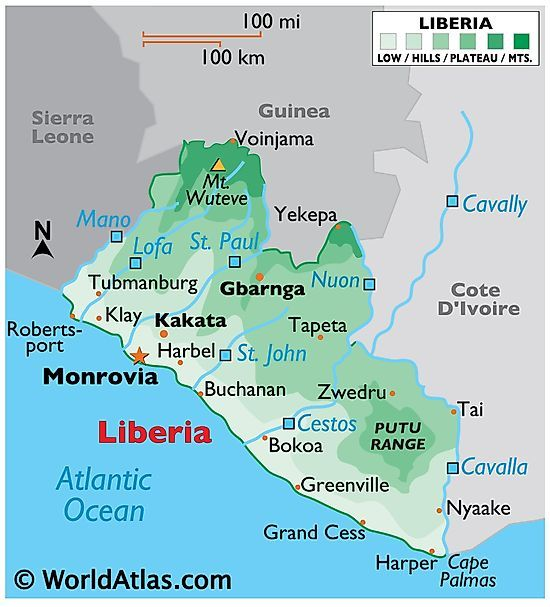 100 mi
100 km
LIBERIA
LOW / HILLS / PLATEAU / MTS.
Sierra
Leone
Guinea
Voinjama
Mt.
Wuteve
Yekepa
Cavally
N
Mano
Lofa
St. Paul
Tubmanburg
Gbarnga
Nuon
Cote
D'Ivoire
Roberts-
port
Klay
Kakata
Tapeta
Harbel
St. John
Monrovia
Buchanan
Zwedru
Tai
Liberia
Cestos
PUTU
RANGE
Bokoa
Atlantic
Ocean
Cavalla
Greenville
Nyaake
Grand Cess
Harper
Cape
Palmas
© WorldAtlas.com